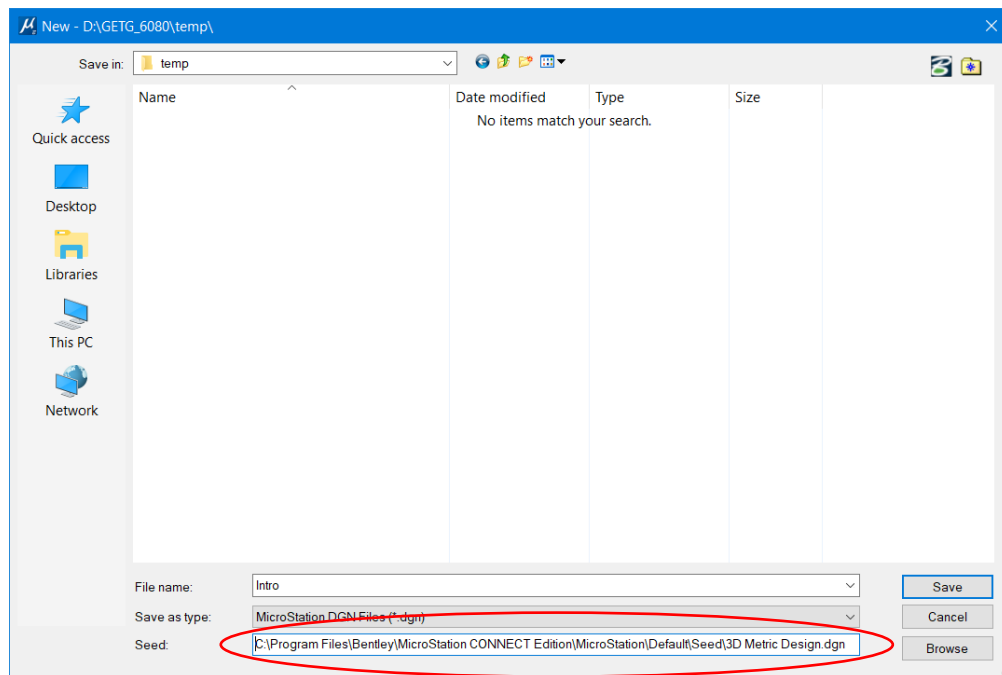 New - D:\GETG_6080\temp\
Save in: temp
Name Date modified Type Size
No items match your search.
Quick access
Desktop
Libraries
This PC
Network
File name: Intro Save
Save as type: MicroStation DGN Files (*.dgn) Cancel
Seed: C:\Program Files\Bentley\MicroStation CONNECT Edition\MicroStation\Default\Seed\3D Metric Design.dgn Browse